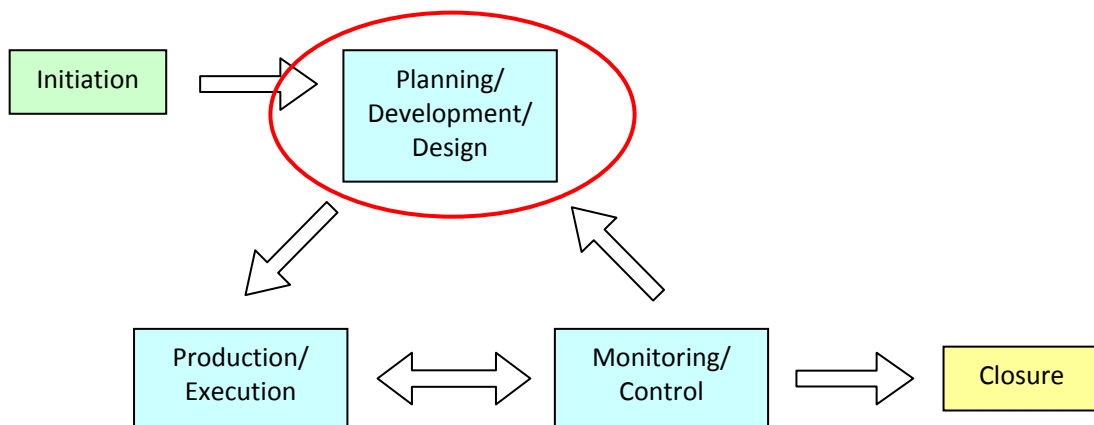 Initiation
Planning/
Development/
Design
Production/
Execution
Monitoring/
Control
Closure